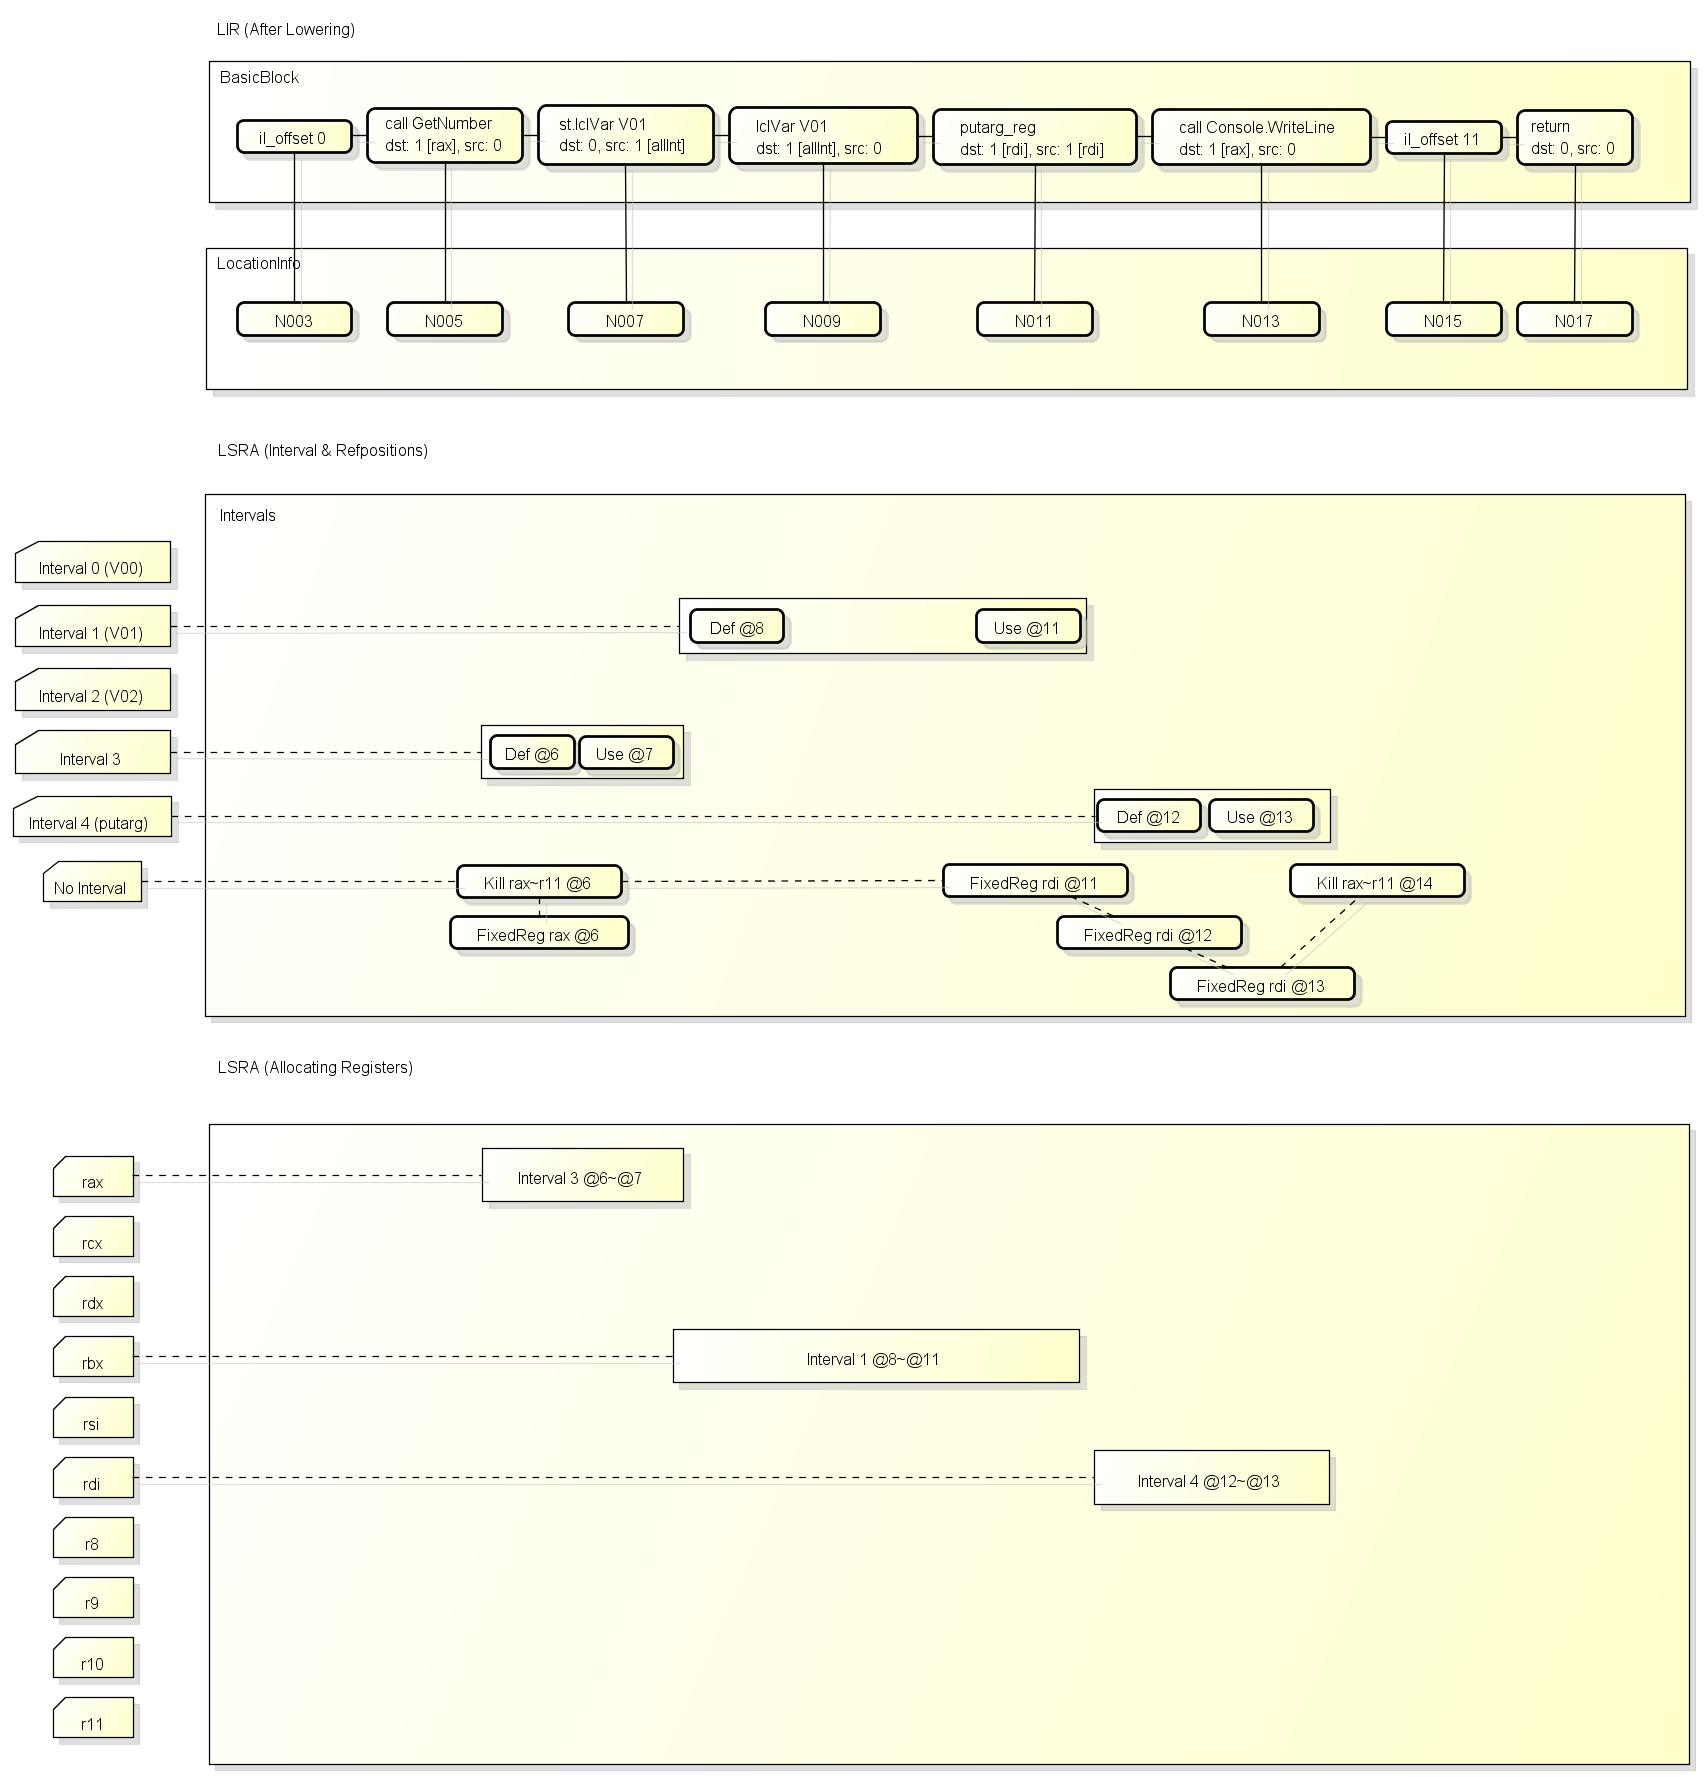 LIR (After Lowering)
BasicBlock
il_offset 0
call GetNumber
dst: 1 [rax], src: 0
st.lclVar V01
dst: 0, src: 1 [allInt]
lclVar V01
dst: 1 [allInt], src: 0
putarg_reg
dst: 1 [rdi], src: 1 [rdi]
call Console.WriteLine
dst: 1 [rax], src: 0
il_offset 11
return
dst: 0, src: 0
LocationInfo
N003
N005
N007
N009
N011
N013
N015
N017
LSRA (Interval & Refpositions)
Intervals
Interval 0 (V00)
Interval 1 (V01)
Def @8
Use @11
Interval 2 (V02)
Interval 3
Def @6
Use @7
Interval 4 (putarg)
Def @12
Use @13
No Interval
Kill rax~r11 @6
FixedReg rdi @11
Kill rax~r11 @14
FixedReg rax @6
FixedReg rdi @12
FixedReg rdi @13
LSRA (Allocating Registers)
rax
Interval 3 @6~@7
rcx
rdx
rbx
Interval 1 @8~@11
rsi
rdi
Interval 4 @12~@13
r8
r9
r10
r11